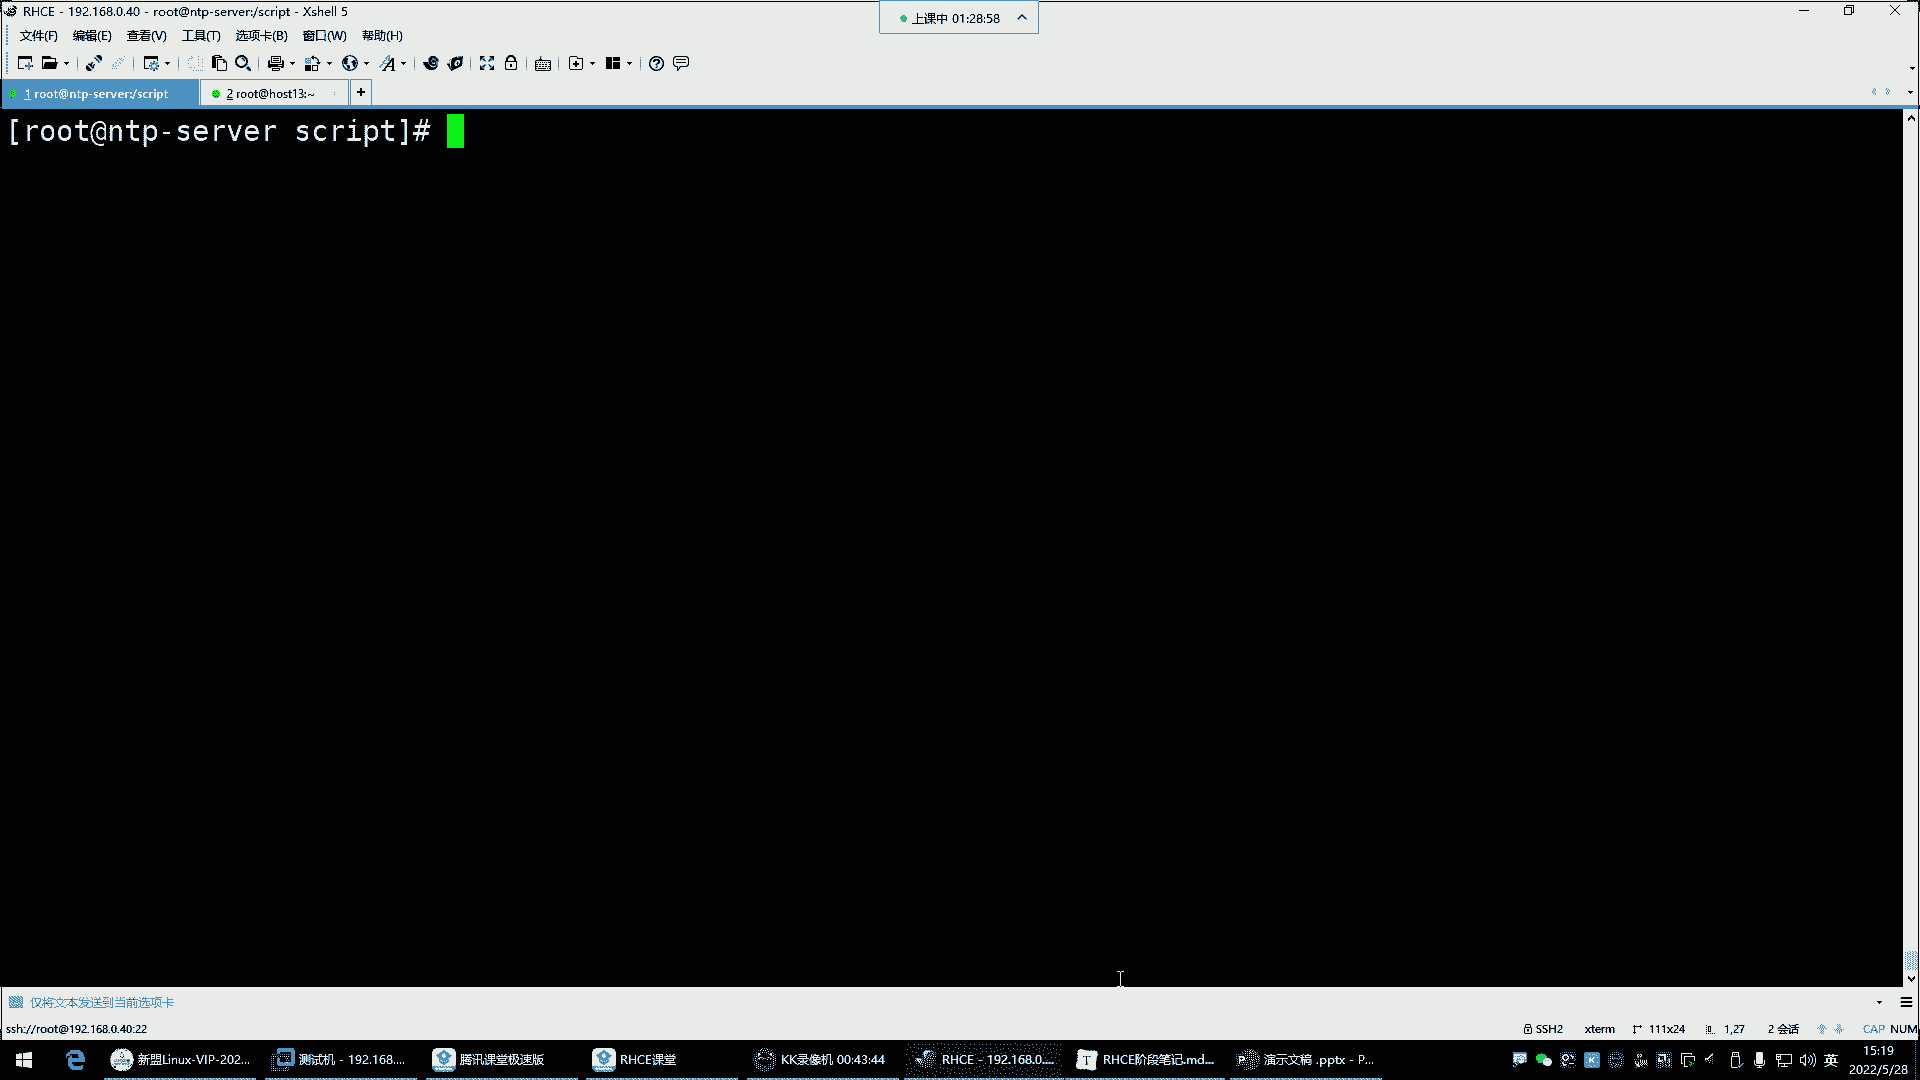 RHCE - 192.168.0.40 - root@ntp-server:/script - Xshell 5
上课中 01:28:58
文件(F) 编辑(E) 查看(V) 工具(T) 选项卡(B) 窗口(W) 帮助(H)
1 root@ntp-server:/script
2 root@host13:~
+
[root@ntp-server script]#
仅将文本发送到当前选项卡
ssh://root@192.168.0.40:22
SSH2
xterm
111x24
1,27
2 会话
CAP NUM
新盟Linux-VIP-202...
测试机 - 192.168....
腾讯课堂极速版
RHCE课堂
KK录像机 00:43:44
RHCE - 192.168.0....
RHCE阶段笔记.md...
演示文稿 .pptx - P...
英
15:19
2022/5/28